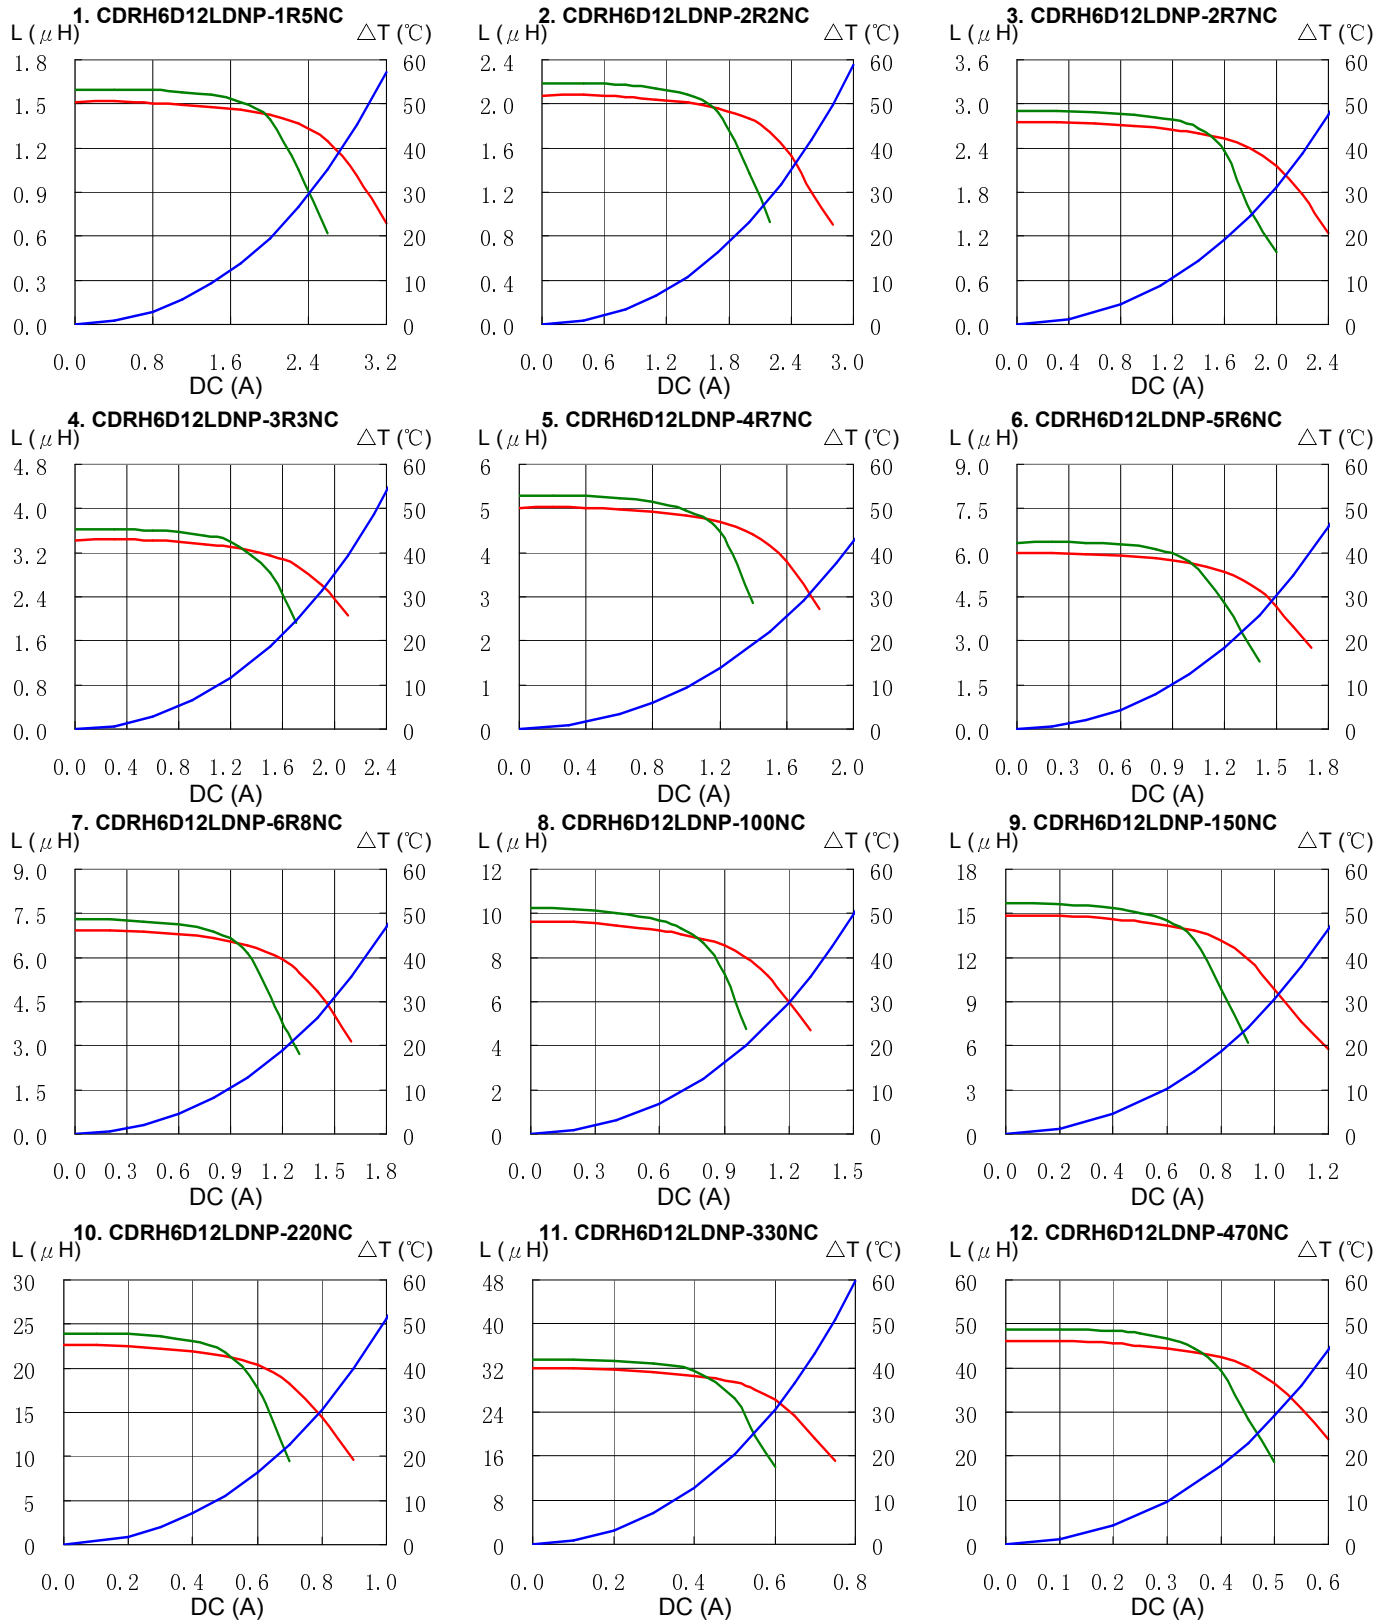 1. CDRH6D12LDNP-1R5NC
L (μH) △T (℃)
1.8 60
1.5 50
1.2 40
0.9 30
0.6 20
0.3 10
0.0 0
0.0 0.8 1.6 2.4 3.2
DC (A)
2. CDRH6D12LDNP-2R2NC
L (μH) △T (℃)
2.4 60
2.0 50
1.6 40
1.2 30
0.8 20
0.4 10
0.0 0
0.0 0.6 1.2 1.8 2.4 3.0
DC (A)
3. CDRH6D12LDNP-2R7NC
L (μH) △T (℃)
3.6 60
3.0 50
2.4 40
1.8 30
1.2 20
0.6 10
0.0 0
0.0 0.4 0.8 1.2 1.6 2.0 2.4
DC (A)
4. CDRH6D12LDNP-3R3NC
L (μH) △T (℃)
4.8 60
4.0 50
3.2 40
2.4 30
1.6 20
0.8 10
0.0 0
0.0 0.4 0.8 1.2 1.6 2.0 2.4
DC (A)
5. CDRH6D12LDNP-4R7NC
L (μH) △T (℃)
6 60
5 50
4 40
3 30
2 20
1 10
0 0
0.0 0.4 0.8 1.2 1.6 2.0
DC (A)
6. CDRH6D12LDNP-5R6NC
L (μH) △T (℃)
9.0 60
7.5 50
6.0 40
4.5 30
3.0 20
1.5 10
0.0 0
0.0 0.3 0.6 0.9 1.2 1.5 1.8
DC (A)
7. CDRH6D12LDNP-6R8NC
L (μH) △T (℃)
9.0 60
7.5 50
6.0 40
4.5 30
3.0 20
1.5 10
0.0 0
0.0 0.3 0.6 0.9 1.2 1.5 1.8
DC (A)
8. CDRH6D12LDNP-100NC
L (μH) △T (℃)
12 60
10 50
8 40
6 30
4 20
2 10
0 0
0.0 0.3 0.6 0.9 1.2 1.5
DC (A)
9. CDRH6D12LDNP-150NC
L (μH) △T (℃)
18 60
15 50
12 40
9 30
6 20
3 10
0 0
0.0 0.2 0.4 0.6 0.8 1.0 1.2
DC (A)
10. CDRH6D12LDNP-220NC
L (μH) △T (℃)
30 60
25 50
20 40
15 30
10 20
5 10
0 0
0.0 0.2 0.4 0.6 0.8 1.0
DC (A)
11. CDRH6D12LDNP-330NC
L (μH) △T (℃)
48 60
40 50
32 40
24 30
16 20
8 10
0 0
0.0 0.2 0.4 0.6 0.8
DC (A)
12. CDRH6D12LDNP-470NC
L (μH) △T (℃)
60 60
50 50
40 40
30 30
20 20
10 10
0 0
0.0 0.1 0.2 0.3 0.4 0.5 0.6
DC (A)